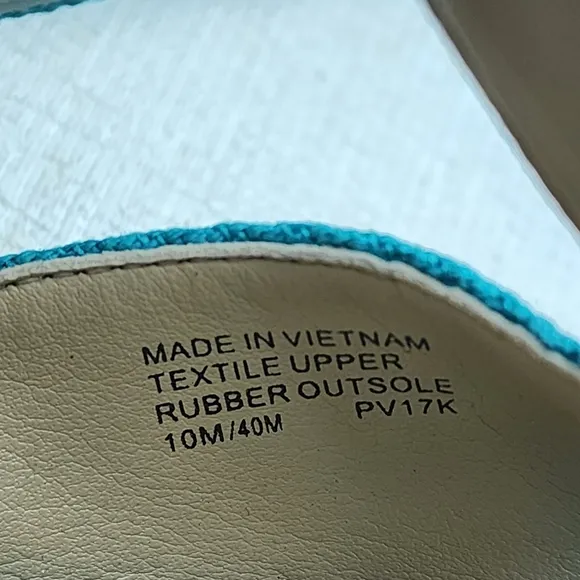 MADE IN VIETNAM
TEXTILE UPPER
RUBBER OUTSOLE
10M/40M PV17K